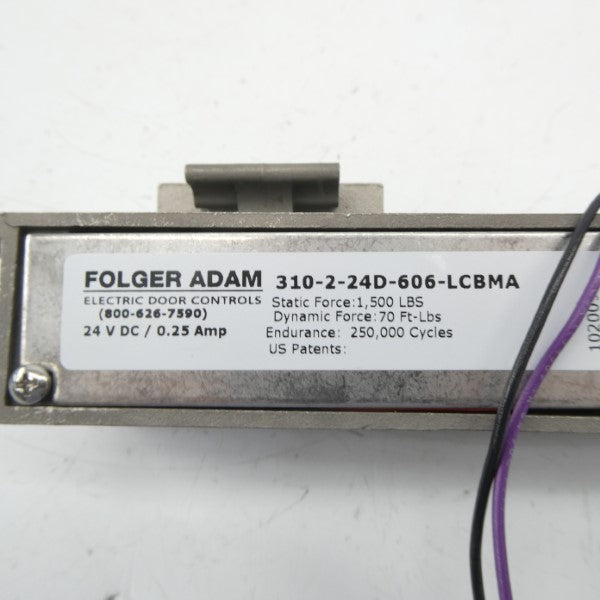 FOLGER ADAM
ELECTRIC DOOR CONTROLS
(800-626-7590)
24 V DC / 0.25 Amp
310-2-24D-606-LCBMA
Static Force:1,500 LBS
Dynamic Force:70 Ft-Lbs
Endurance: 250,000 Cycles
US Patents: